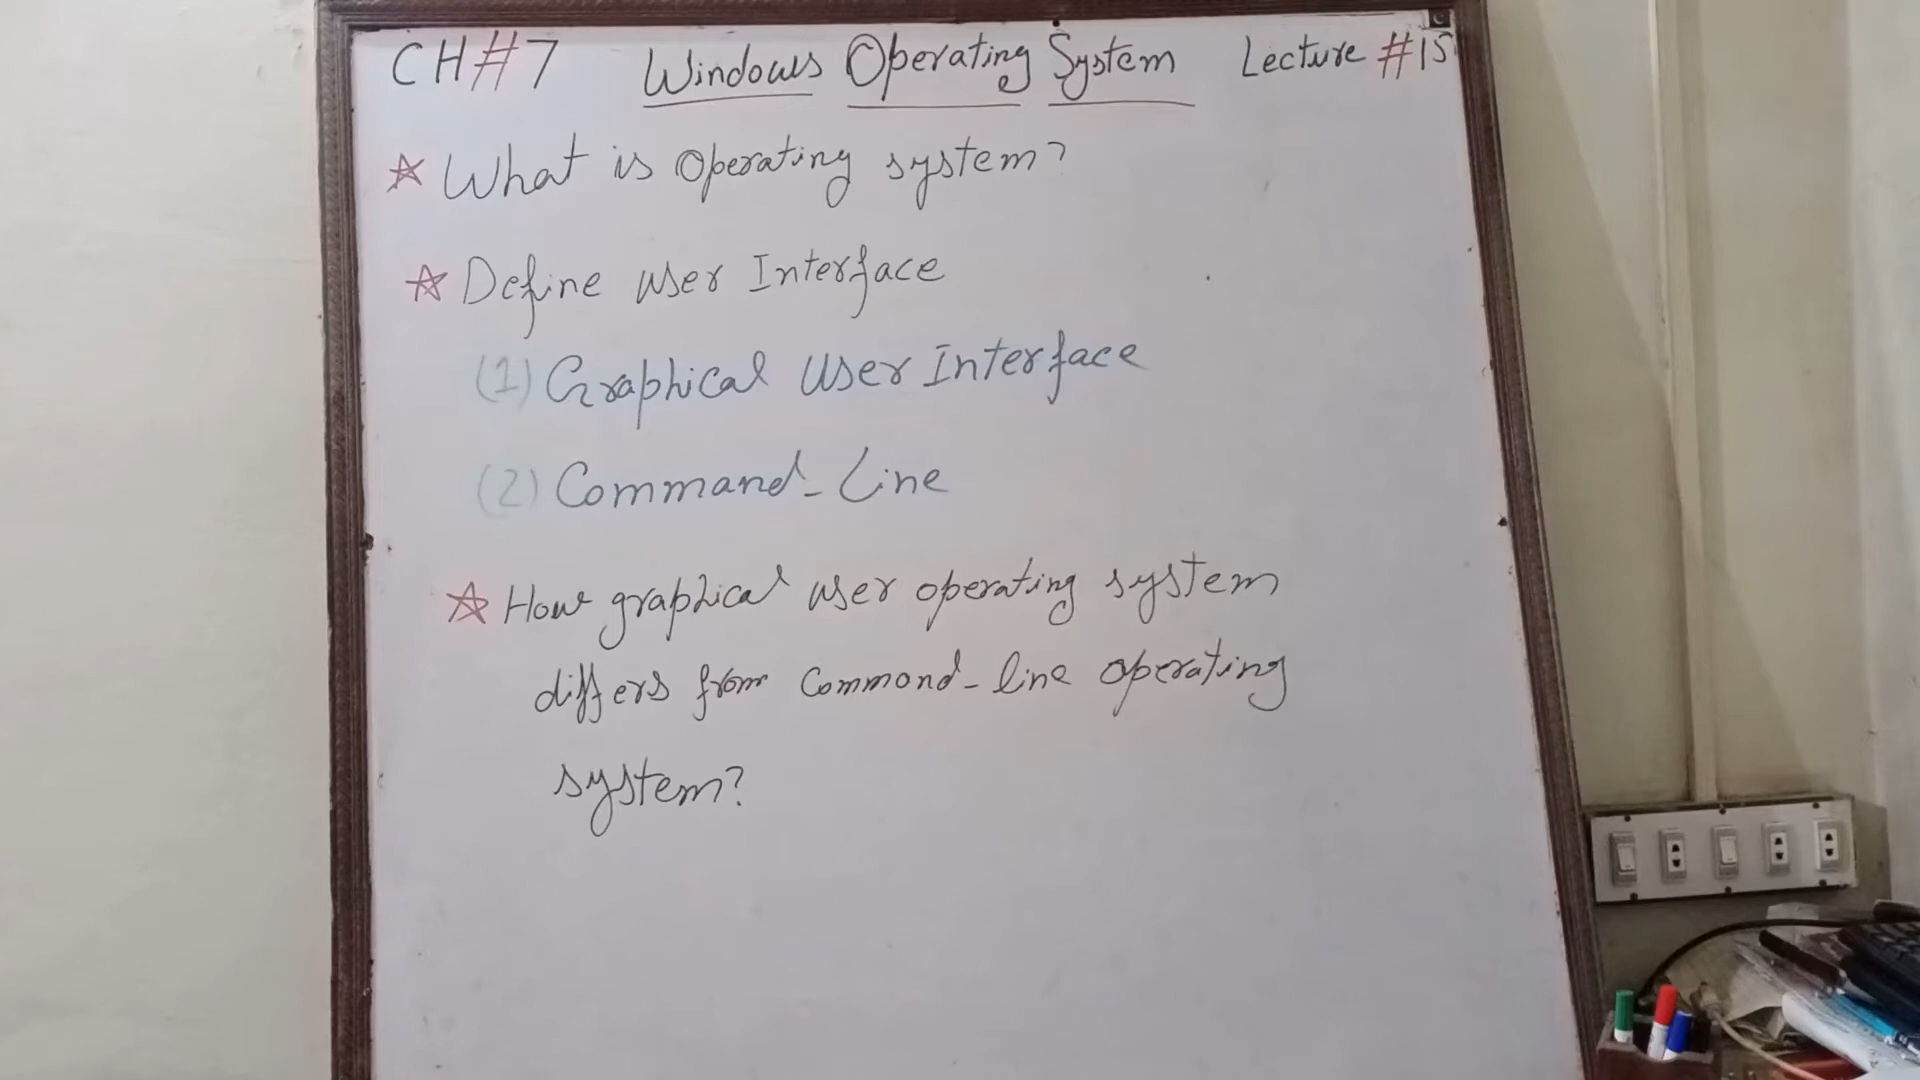 CH#7 Windows Operating System Lecture #15
What is operating system?
Define user Interface
(1) Graphical User Interface
(2) Command-Line
How graphical user operating system
differs from command-line operating
system?